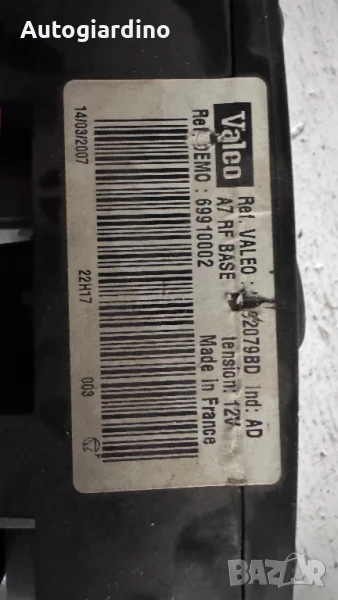 Autogiardino
Valeo
Ref. VALEO : 92079BD Ind: AD
A7 RF BASE tension: 12V
Ref. DEMO : 69910002 Made in France
14/03/2007 22H17 003
BAZAR